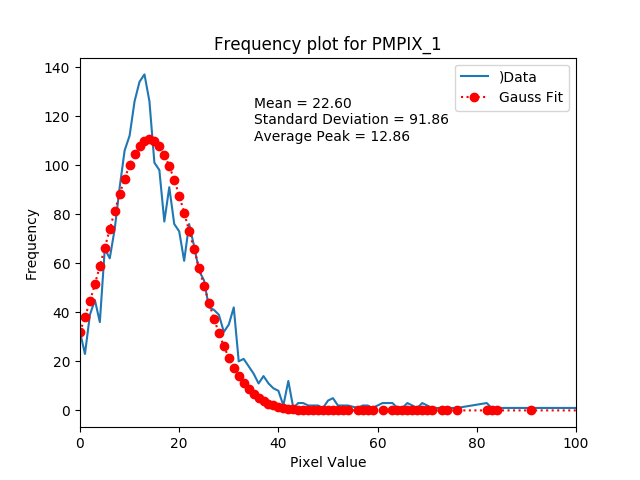 Frequency plot for PMPIX_1
)Data
Gauss Fit
Mean = 22.60
Standard Deviation = 91.86
Average Peak = 12.86
Frequency
140
120
100
80
60
40
20
0
0 20 40 60 80 100
Pixel Value